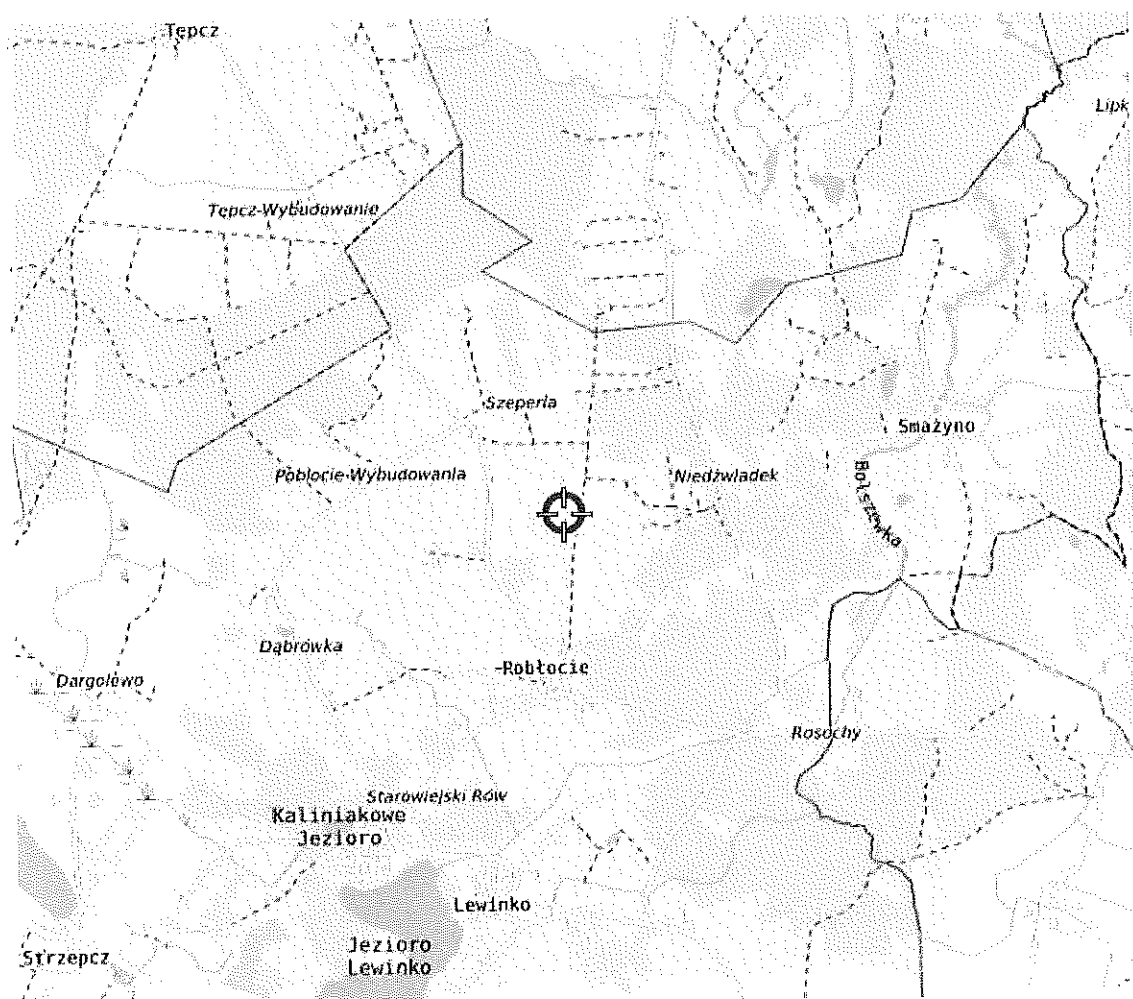 Tępcz
Lipk
Tępcz-Wybudowanie
Szeperia
Smażyno
Pobłocie-Wybudowania
Niedźwiadek
Bolszewka
Dąbrówka
-Robłocie
Dargolewo
Rosochy
Starowiejski Rów
Kaliniakowe
Jezioro
Lewinko
Jezioro
Lewinko
Strzepcz